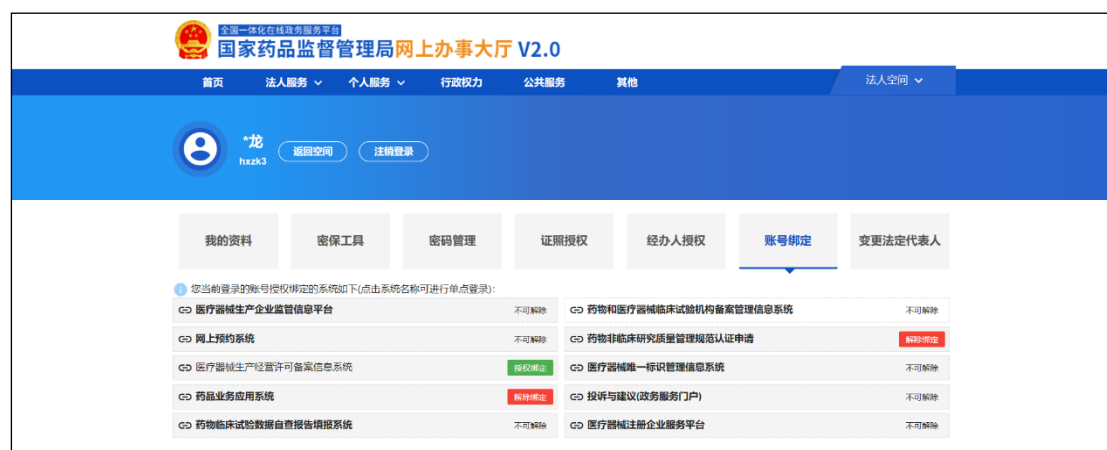 全国一体化在线政务服务平台
国家药品监督管理局网上办事大厅 V2.0
首页 法人服务 个人服务 行政权力 公共服务 其他 法人空间
*龙
hxzk3
返回空间 注销登录
我的资料 密保工具 密码管理 证照授权 经办人授权 账号绑定 变更法定代表人
您当前登录的账号授权绑定的系统如下(点击系统名称可进行单点登录):
医疗器械生产企业监管信息平台 不可解除 药物和医疗器械临床试验机构备案管理信息系统 不可解除
网上预约系统 不可解除 药物非临床研究质量管理规范认证申请 解除绑定
医疗器械生产经营许可备案信息系统 授权绑定 医疗器械唯一标识管理信息系统 不可解除
药品业务应用系统 解除绑定 投诉与建议(政务服务门户) 不可解除
药物临床试验数据自查报告填报系统 不可解除 医疗器械注册企业服务平台 不可解除